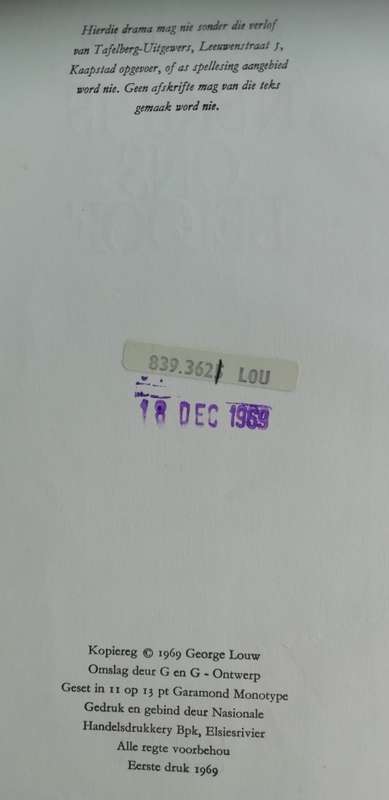 Hierdie drama mag nie sonder die verlof
van Tafelberg-Uitgewers, Leeuwenstraat 5,
Kaapstad opgevoer, of as spellesing aangebied
word nie. Geen afskrifte mag van die teks
gemaak word nie.
839.362 LOU
18 DEC 1969
Kopiereg © 1969 George Louw
Omslag deur G en G - Ontwerp
Geset in 11 op 13 pt Garamond Monotype
Gedruk en gebind deur Nasionale
Handelsdrukkery Bpk, Elsiesrivier
Alle regte voorbehou
Eerste druk 1969